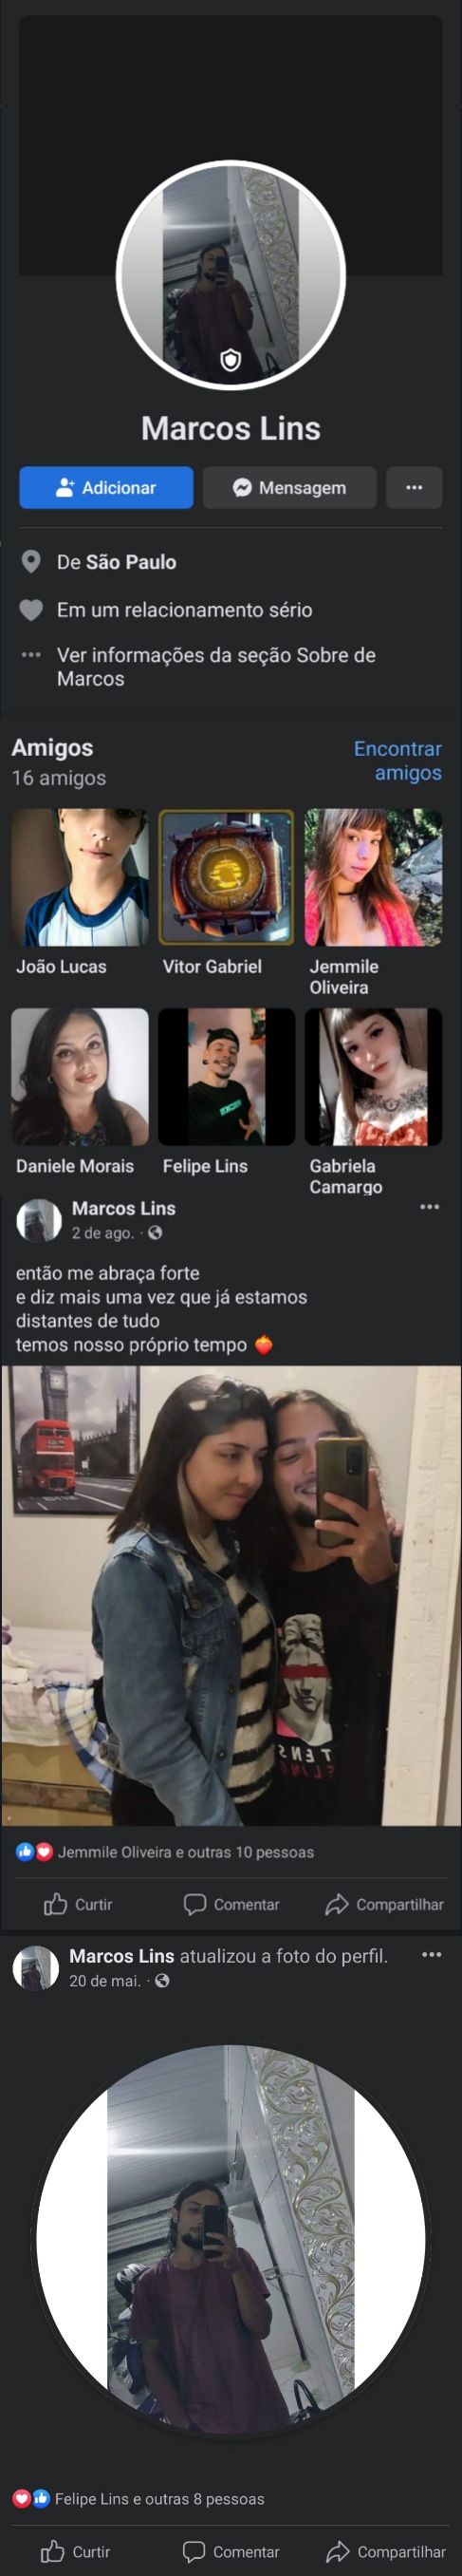 Marcos Lins
Adicionar
Mensagem
De São Paulo
Em um relacionamento sério
Ver informações da seção Sobre de
Marcos
Amigos
Encontrar
amigos
16 amigos
João Lucas
Vitor Gabriel
Jemmile
Oliveira
Daniele Morais
Felipe Lins
Gabriela
Camargo
Marcos Lins
2 de ago.
então me abraça forte
e diz mais uma vez que já estamos
distantes de tudo
temos nosso próprio tempo
Jemmile Oliveira e outras 10 pessoas
Curtir
Comentar
Compartilhar
Marcos Lins atualizou a foto do perfil.
20 de mai.
Felipe Lins e outras 8 pessoas
Curtir
Comentar
Compartilhar